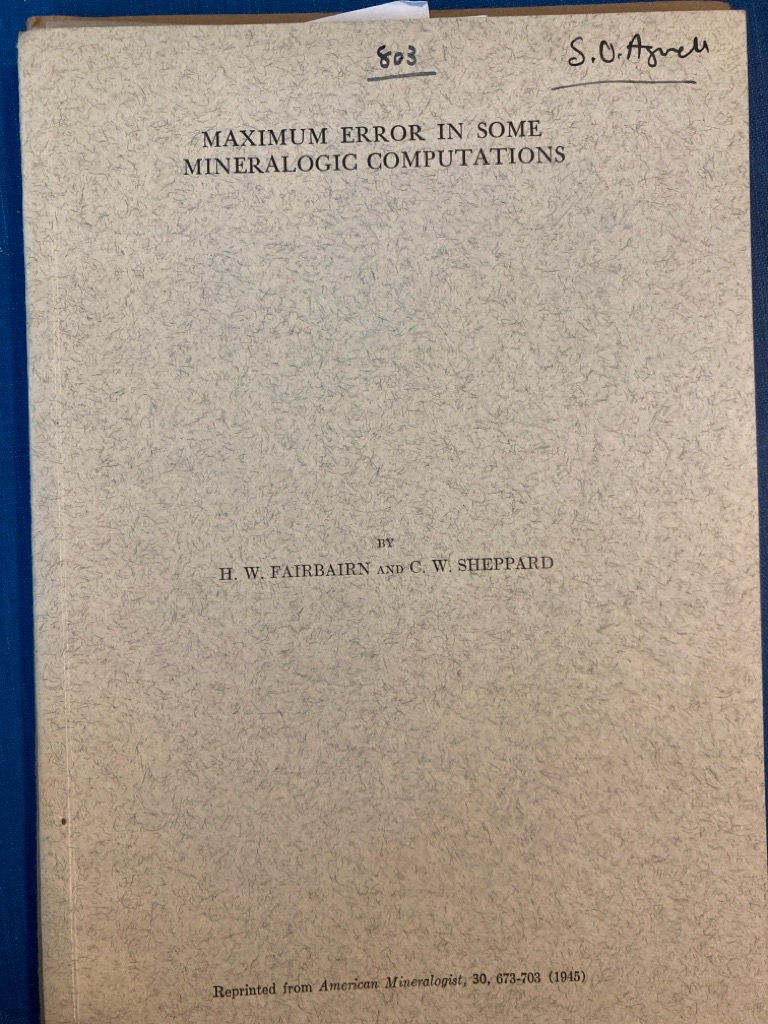 803
S.O. Agrell
MAXIMUM ERROR IN SOME
MINERALOGIC COMPUTATIONS
BY
H. W. FAIRBAIRN AND C. W. SHEPPARD
Reprinted from American Mineralogist, 30, 673-703 (1945)